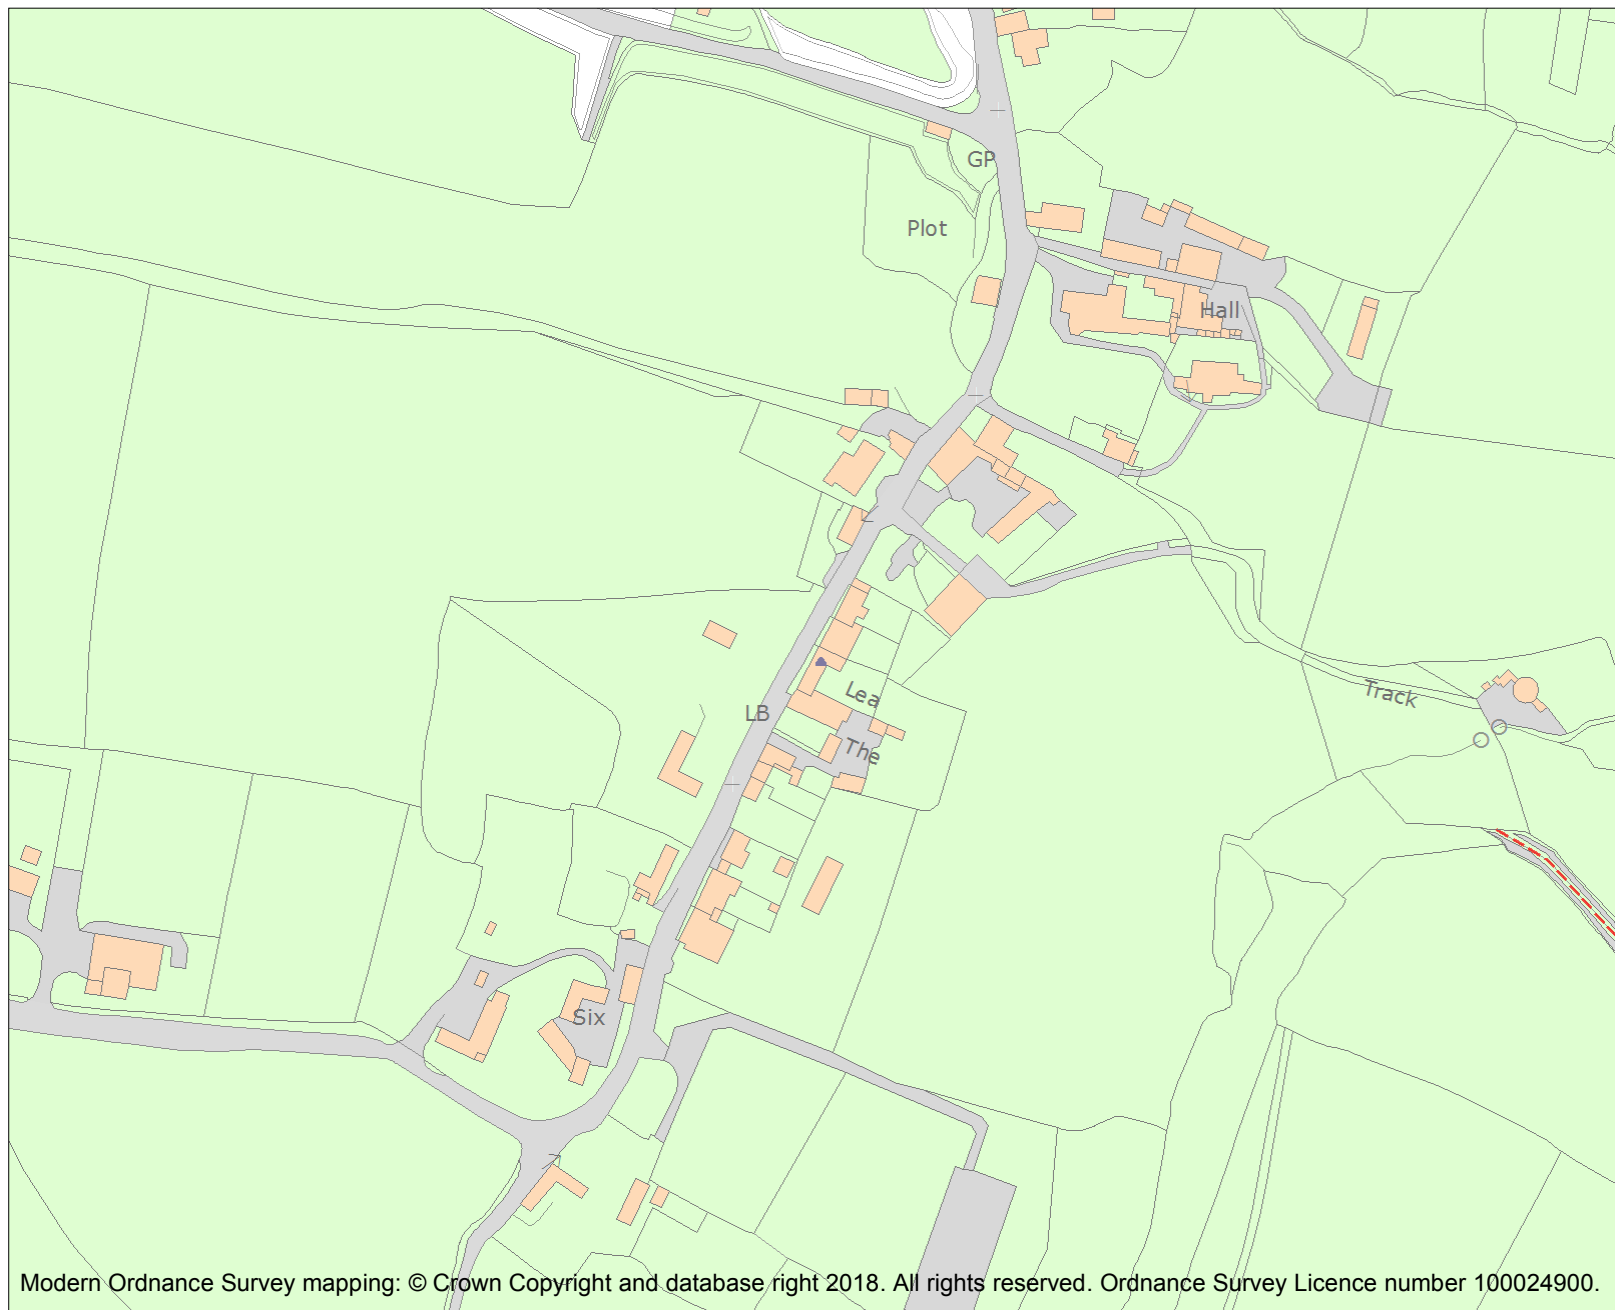 GP
Plot
Hall
Track
Lea
LB
The
Six
Modern Ordnance Survey mapping: © Crown Copyright and database right 2018. All rights reserved. Ordnance Survey Licence number 100024900.